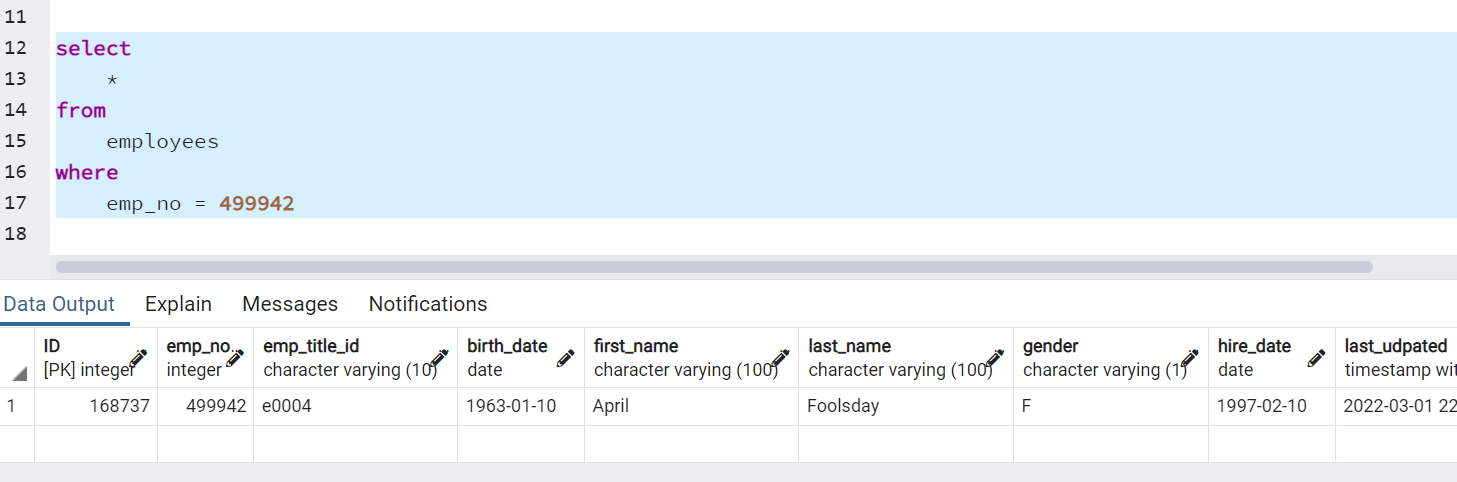 11
12 select
13 *
14 from
15 employees
16 where
17 emp_no = 499942
18
Data Output Explain Messages Notifications
ID emp_no emp_title_id birth_date first_name last_name gender hire_date last_udpated
[PK] integer integer character varying (10) date character varying (100) character varying (100) character varying (1) date timestamp wit
1 168737 499942 e0004 1963-01-10 April Foolsday F 1997-02-10 2022-03-01 22